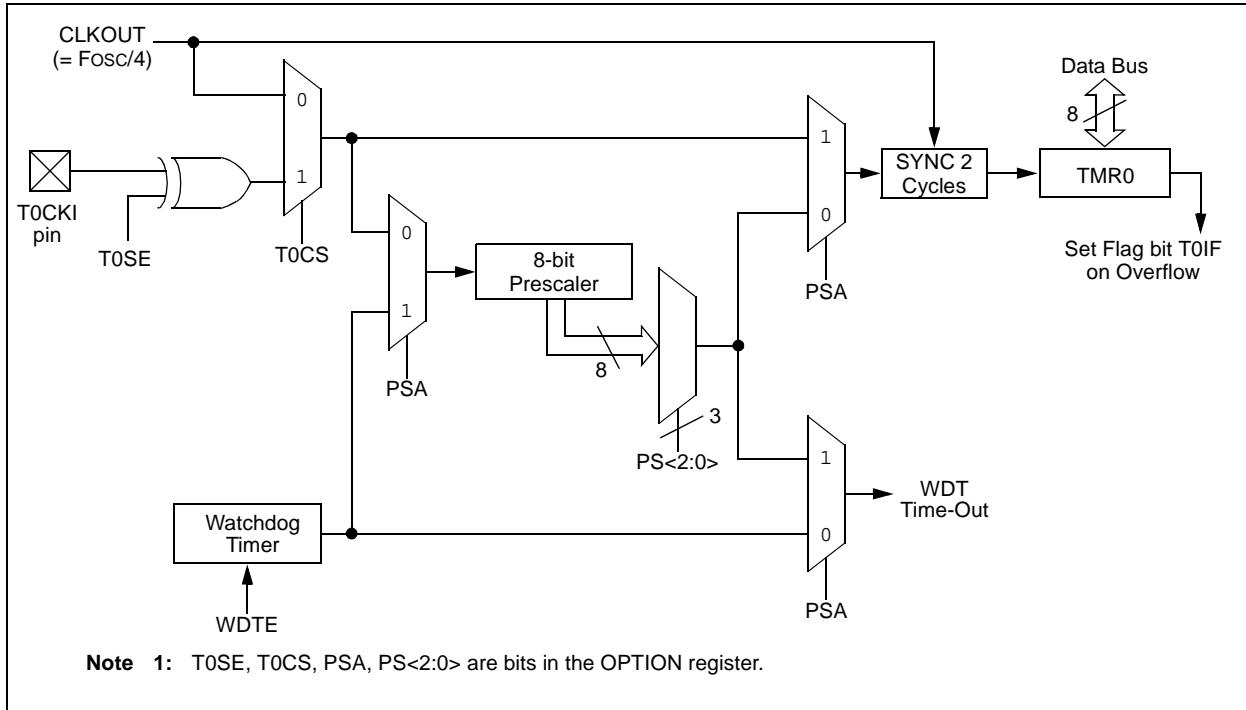 CLKOUT
(= FOSC/4)
0
1
T0CKI
pin
T0SE
T0CS
0
1
PSA
8-bit
Prescaler
8
3
PS<2:0>
1
0
PSA
SYNC 2
Cycles
Data Bus
8
TMR0
Set Flag bit T0IF
on Overflow
1
0
PSA
WDT
Time-Out
Watchdog
Timer
WDTE
Note 1: T0SE, T0CS, PSA, PS<2:0> are bits in the OPTION register.